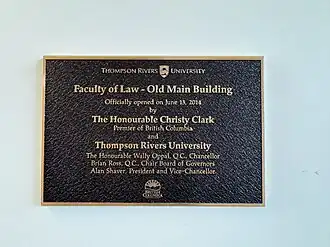 THOMPSON RIVERS UNIVERSITY
Faculty of Law - Old Main Building
Officially opened on June 13, 2014
by
The Honourable Christy Clark
Premier of British Columbia
and
Thompson Rivers University
The Honourable Wally Oppal, Q.C., Chancellor
Brian Ross, Q.C., Chair Board of Governors
Alan Shaver, President and Vice-Chancellor
BRITISH
COLUMBIA